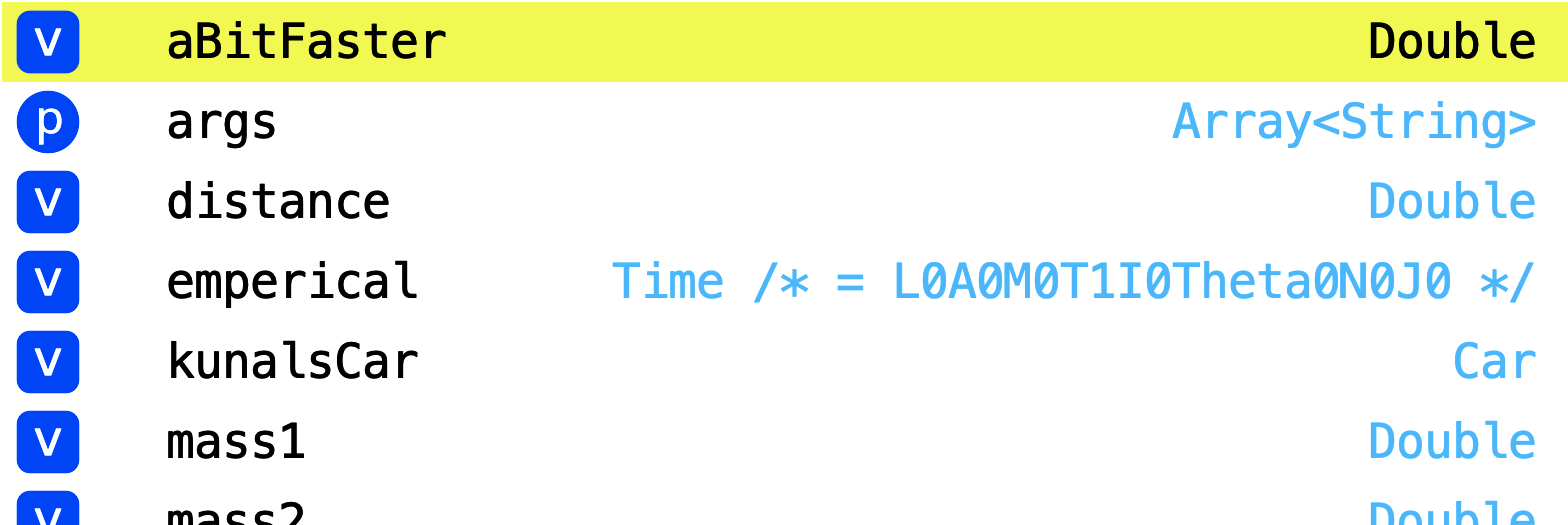 v aBitFaster Double
p args Array<String>
v distance Double
v emperical Time /* = L0A0M0T1I0Theta0N0J0 */
v kunalsCar Car
v mass1 Double
v mass2 Double